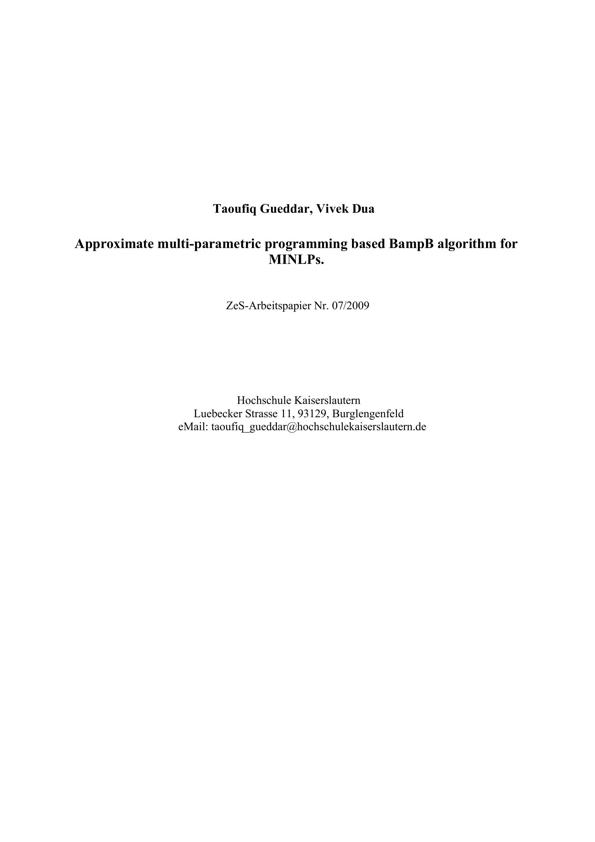 Taoufiq Gueddar, Vivek Dua
Approximate multi-parametric programming based BampB algorithm for
MINLPs.
ZeS-Arbeitspapier Nr. 07/2009
Hochschule Kaiserslautern
Luebecker Strasse 11, 93129, Burglengenfeld
eMail: taoufiq_gueddar@hochschulekaiserslautern.de